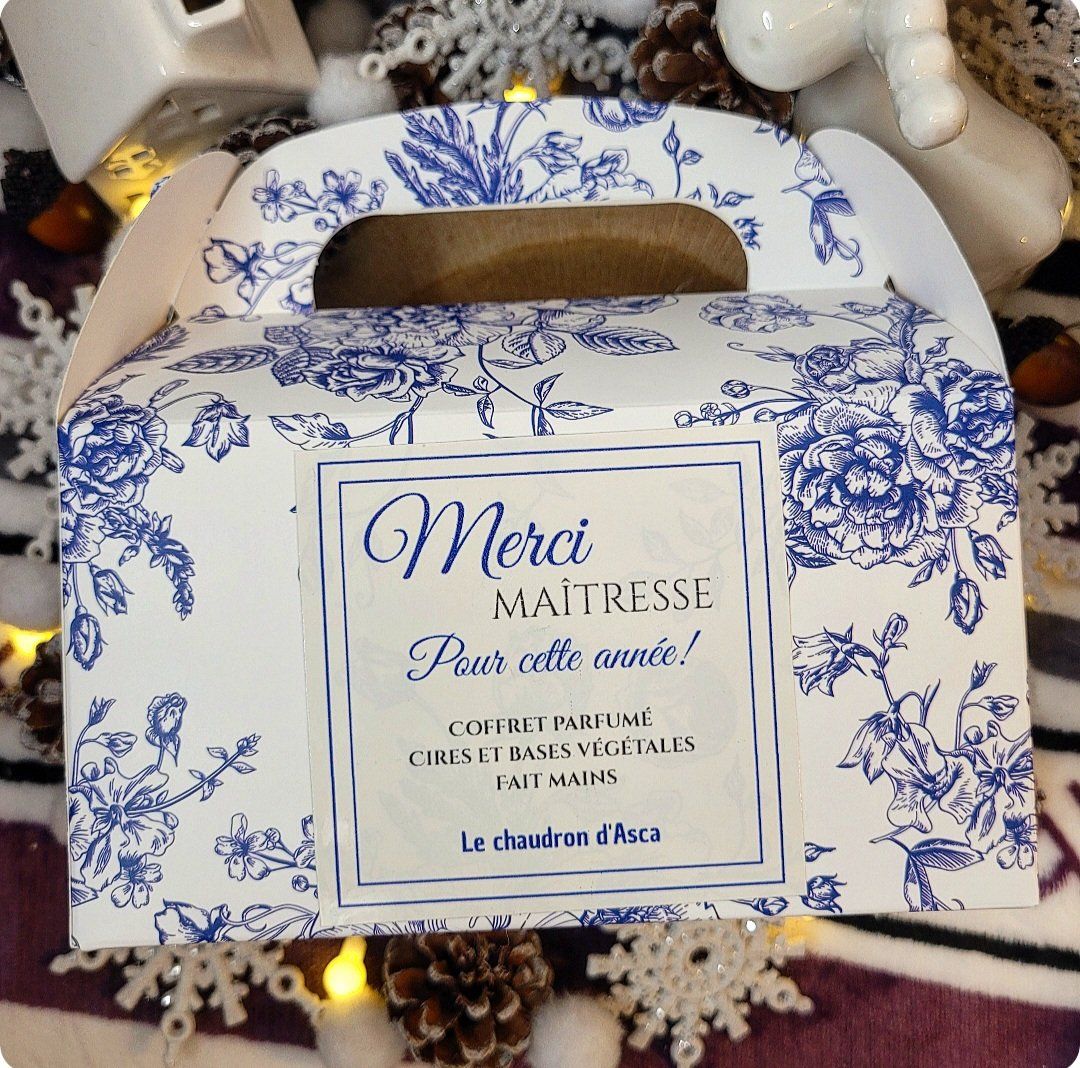 Merci
MAÎTRESSE
Pour cette année!
COFFRET PARFUMÉ
CIRES ET BASES VÉGÉTALES
FAIT MAINS
Le chaudron d'Asca